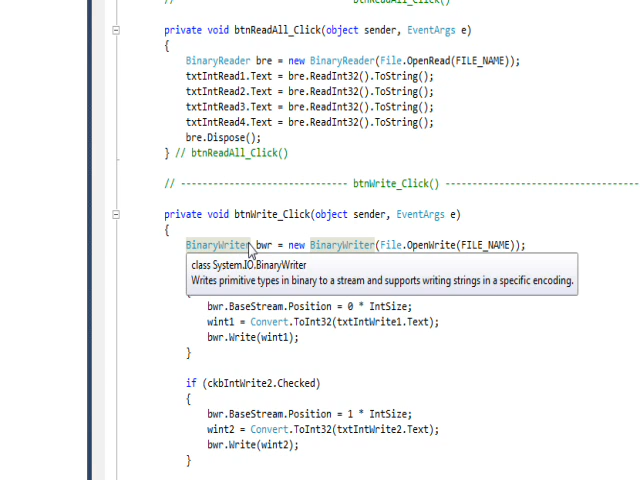 // btnReadAll_Click()
private void btnReadAll_Click(object sender, EventArgs e)
{
BinaryReader bre = new BinaryReader(File.OpenRead(FILE_NAME));
txtIntRead1.Text = bre.ReadInt32().ToString();
txtIntRead2.Text = bre.ReadInt32().ToString();
txtIntRead3.Text = bre.ReadInt32().ToString();
txtIntRead4.Text = bre.ReadInt32().ToString();
bre.Dispose();
} // btnReadAll_Click()
// ------------------------------- btnWrite_Click() ------------------------------------
private void btnWrite_Click(object sender, EventArgs e)
{
BinaryWriter bwr = new BinaryWriter(File.OpenWrite(FILE_NAME));
class System.IO.BinaryWriter
Writes primitive types in binary to a stream and supports writing strings in a specific encoding.
{
bwr.BaseStream.Position = 0 * IntSize;
wint1 = Convert.ToInt32(txtIntWrite1.Text);
bwr.Write(wint1);
}
if (ckbIntWrite2.Checked)
{
bwr.BaseStream.Position = 1 * IntSize;
wint2 = Convert.ToInt32(txtIntWrite2.Text);
bwr.Write(wint2);
}